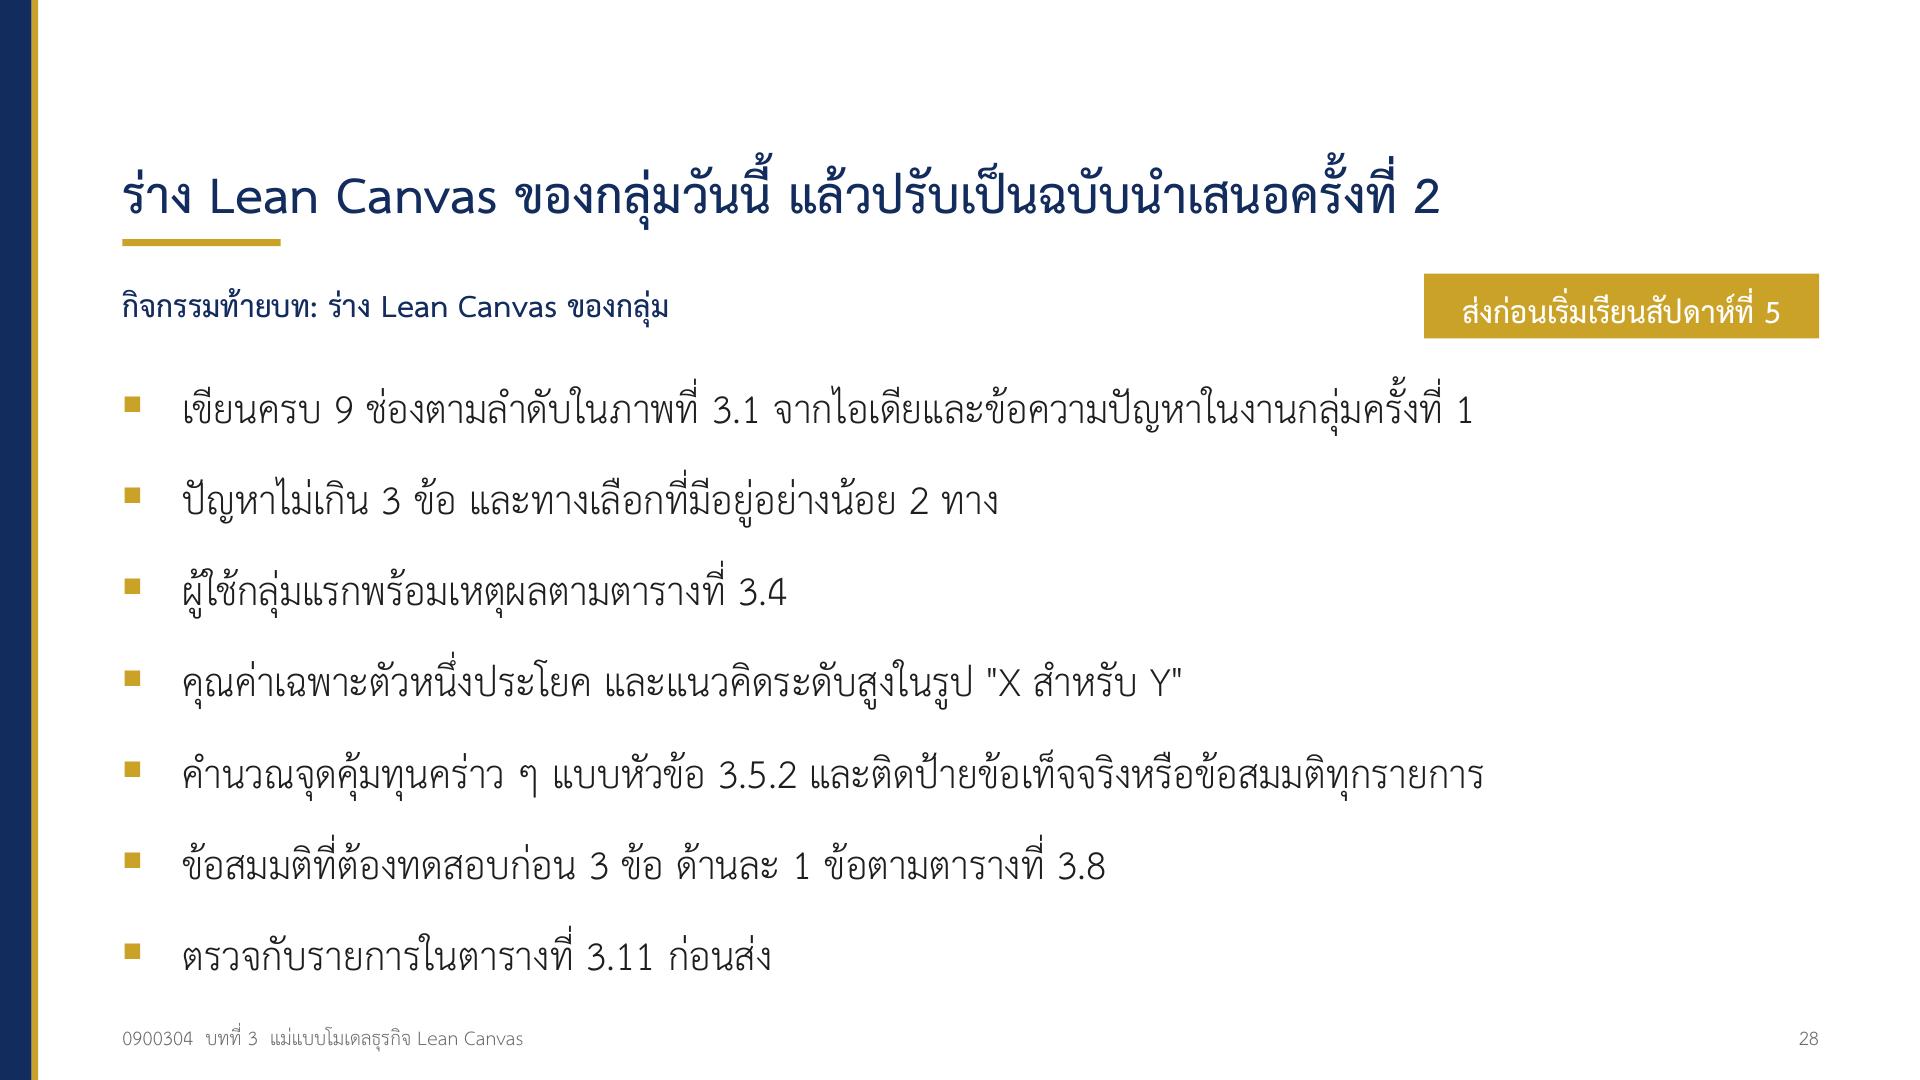 ร่าง Lean Canvas ของกลุ่มวันนี้ แล้วปรับเป็นฉบับนำเสนอครั้งที่ 2
กิจกรรมท้ายบท: ร่าง Lean Canvas ของกลุ่ม
ส่งก่อนเริ่มเรียนสัปดาห์ที่ 5
▪ เขียนครบ 9 ช่องตามลำดับในภาพที่ 3.1 จากไอเดียและข้อความปัญหาในงานกลุ่มครั้งที่ 1
▪ ปัญหาไม่เกิน 3 ข้อ และทางเลือกที่มีอยู่อย่างน้อย 2 ทาง
▪ ผู้ใช้กลุ่มแรกพร้อมเหตุผลตามตารางที่ 3.4
▪ คุณค่าเฉพาะตัวหนึ่งประโยค และแนวคิดระดับสูงในรูป "X สำหรับ Y"
▪ คำนวณจุดคุ้มทุนคร่าว ๆ แบบหัวข้อ 3.5.2 และติดป้ายข้อเท็จจริงหรือข้อสมมติทุกรายการ
▪ ข้อสมมติที่ต้องทดสอบก่อน 3 ข้อ ด้านละ 1 ข้อตามตารางที่ 3.8
▪ ตรวจกับรายการในตารางที่ 3.11 ก่อนส่ง
0900304 บทที่ 3 แม่แบบโมเดลธุรกิจ Lean Canvas
28